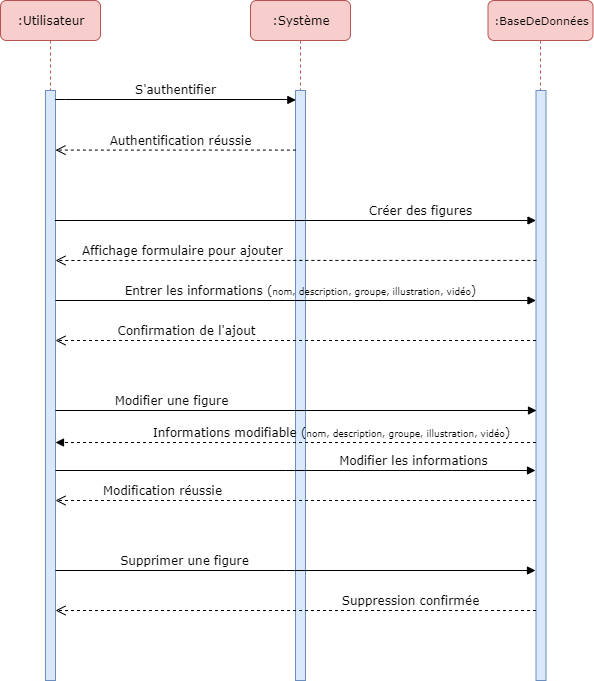 :Utilisateur
:Système
:BaseDeDonnées
S'authentifier
Authentification réussie
Créer des figures
Affichage formulaire pour ajouter
Entrer les informations (nom, description, groupe, illustration, vidéo)
Confirmation de l'ajout
Modifier une figure
Informations modifiable (nom, description, groupe, illustration, vidéo)
Modifier les informations
Modification réussie
Supprimer une figure
Suppression confirmée